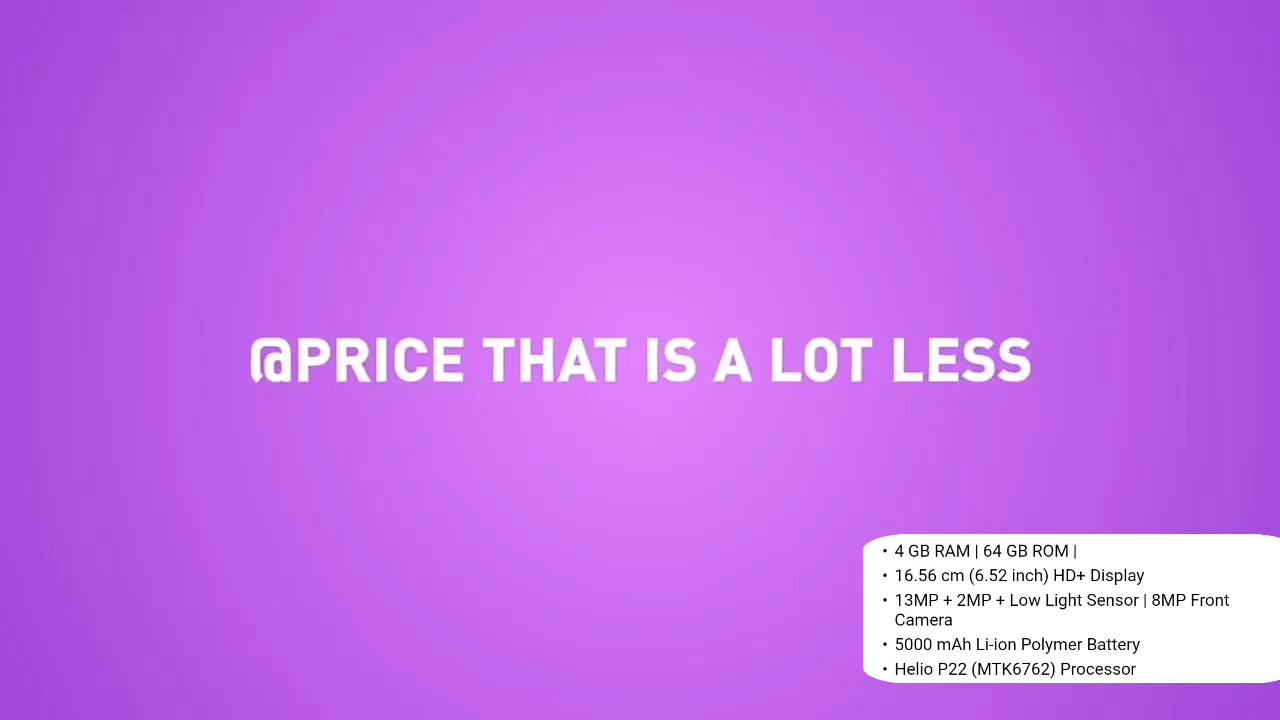 @PRICE THAT IS A LOT LESS
• 4 GB RAM | 64 GB ROM |
• 16.56 cm (6.52 inch) HD+ Display
• 13MP + 2MP + Low Light Sensor | 8MP Front
Camera
• 5000 mAh Li-ion Polymer Battery
• Helio P22 (MTK6762) Processor